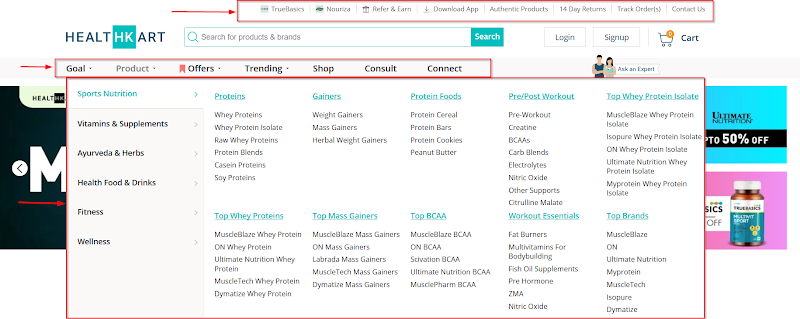 TrueBasics
Nouriza
Refer & Earn
Download App
Authentic Products
14 Day Returns
Track Order(s)
Contact Us
HEALTHKART
Search for products & brands
Search
Login
Signup
0
Cart
Goal
Product
Offers
Trending
Shop
Consult
Connect
Ask an Expert
Sports Nutrition
Vitamins & Supplements
Ayurveda & Herbs
Health Food & Drinks
Fitness
Wellness
Proteins
Whey Proteins
Whey Protein Isolate
Raw Whey Proteins
Protein Blends
Casein Proteins
Soy Proteins
Gainers
Weight Gainers
Mass Gainers
Herbal Weight Gainers
Protein Foods
Protein Cereal
Protein Bars
Protein Cookies
Peanut Butter
Pre/Post Workout
Pre-Workout
Creatine
BCAAs
Carb Blends
Electrolytes
Nitric Oxide
Other Supports
Citrulline Malate
Top Whey Protein Isolate
MuscleBlaze Whey Protein
Isolate
Isopure Whey Protein Isolate
ON Whey Protein Isolate
Ultimate Nutrition Whey
Protein Isolate
Myprotein Whey Protein
Isolate
Top Whey Proteins
MuscleBlaze Whey Protein
ON Whey Protein
Ultimate Nutrition Whey
Protein
MuscleTech Whey Protein
Dymatize Whey Protein
Top Mass Gainers
MuscleBlaze Mass Gainers
ON Mass Gainers
Labrada Mass Gainers
MuscleTech Mass Gainers
Dymatize Mass Gainers
Top BCAA
MuscleBlaze BCAA
ON BCAA
Scivation BCAA
Ultimate Nutrition BCAA
MusclePharm BCAA
Workout Essentials
Fat Burners
Multivitamins For
Bodybuilding
Fish Oil Supplements
Pre Hormone
ZMA
Nitric Oxide
Top Brands
MuscleBlaze
ON
Ultimate Nutrition
Myprotein
MuscleTech
Isopure
Dymatize
HEALTHK
M
ULTIMATE
NUTRITION
PTO 50% OFF
BASICS
OFF
TRUEBASICS
MULTIVIT
SPORT